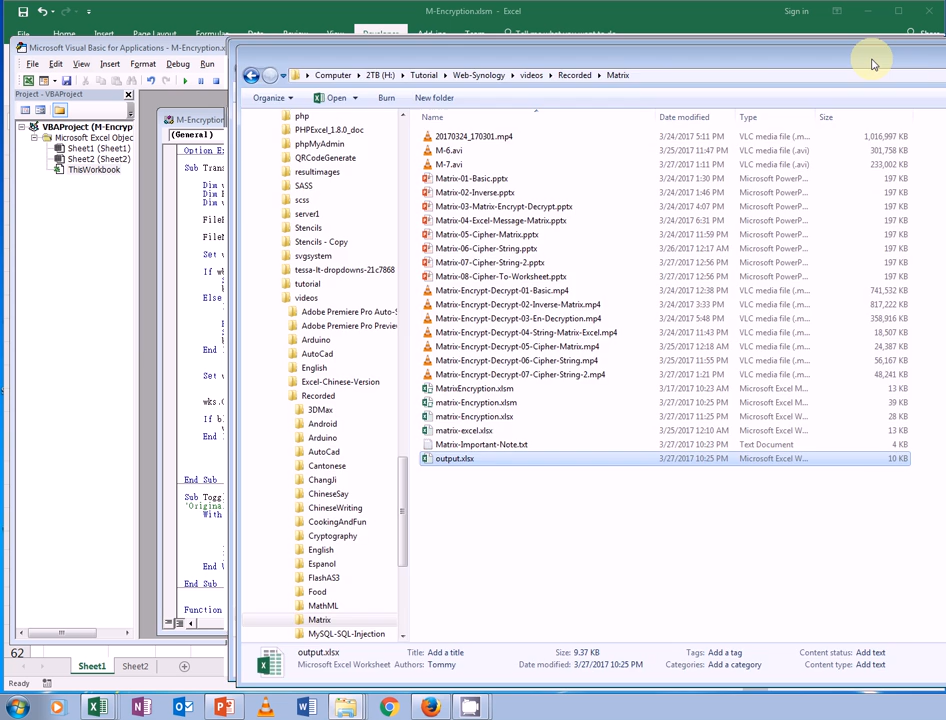 M-Encryption.xlsm - Excel
Sign in
Developer
Microsoft Visual Basic for Applications - M-Encryption.x
File Edit View Insert Format Debug Run
Project - VBAProject
VBAProject (M-Encryp
Microsoft Excel Objec
Sheet1 (Sheet1)
Sheet2 (Sheet2)
ThisWorkbook
M-Encryption
(General)
Option Ex
Sub Trans
Dim
Dim
Dim
FileN
Set w
If wk
Else
End I
Set w
wks.C
If bl
End I
End Sub
Sub Toggl
'Origina
With
End Sub
Function
62
Sheet1 Sheet2
Ready
Computer 2TB (H:) Tutorial Web-Synology videos Recorded Matrix
Organize Open Burn New folder
php
PHPExcel_1.8.0_doc
phpMyAdmin
QRCodeGenerate
resultimages
SASS
scss
server1
Stencils
Stencils - Copy
svgsystem
tessa-lt-dropdowns-21c7868
tutorial
videos
Adobe Premiere Pro Auto-S
Adobe Premiere Pro Previe
Arduino
AutoCad
English
Excel-Chinese-Version
Recorded
3DMax
Android
Arduino
AutoCad
Cantonese
ChangJi
ChineseSay
ChineseWriting
CookingAndFun
Cryptography
English
Espanol
FlashAS3
Food
MathML
Matrix
MySQL-SQL-Injection
Name Date modified Type Size
20170324_170301.mp4 3/24/2017 5:11 PM VLC media file (.m... 1,016,997 KB
M-6.avi 3/25/2017 11:47 PM VLC media file (.avi) 301,758 KB
M-7.avi 3/27/2017 1:11 PM VLC media file (.avi) 233,002 KB
Matrix-01-Basic.pptx 3/24/2017 1:30 PM Microsoft PowerP... 197 KB
Matrix-02-Inverse.pptx 3/24/2017 1:46 PM Microsoft PowerP... 197 KB
Matrix-03-Matrix-Encrypt-Decrypt.pptx 3/24/2017 4:07 PM Microsoft PowerP... 197 KB
Matrix-04-Excel-Message-Matrix.pptx 3/24/2017 6:31 PM Microsoft PowerP... 197 KB
Matrix-05-Cipher-Matrix.pptx 3/24/2017 11:59 PM Microsoft PowerP... 197 KB
Matrix-06-Cipher-String.pptx 3/26/2017 12:17 AM Microsoft PowerP... 197 KB
Matrix-07-Cipher-String-2.pptx 3/27/2017 12:56 PM Microsoft PowerP... 197 KB
Matrix-08-Cipher-To-Worksheet.pptx 3/27/2017 12:56 PM Microsoft PowerP... 197 KB
Matrix-Encrypt-Decrypt-01-Basic.mp4 3/24/2017 12:38 PM VLC media file (.m... 741,532 KB
Matrix-Encrypt-Decrypt-02-Inverse-Matrix.mp4 3/24/2017 3:33 PM VLC media file (.m... 817,222 KB
Matrix-Encrypt-Decrypt-03-En-Decryption.mp4 3/24/2017 5:48 PM VLC media file (.m... 358,916 KB
Matrix-Encrypt-Decrypt-04-String-Matrix-Excel.mp4 3/24/2017 11:43 PM VLC media file (.m... 18,507 KB
Matrix-Encrypt-Decrypt-05-Cipher-Matrix.mp4 3/25/2017 12:18 AM VLC media file (.m... 24,387 KB
Matrix-Encrypt-Decrypt-06-Cipher-String.mp4 3/25/2017 11:55 PM VLC media file (.m... 56,167 KB
Matrix-Encrypt-Decrypt-07-Cipher-String-2.mp4 3/27/2017 1:21 PM VLC media file (.m... 48,241 KB
MatrixEncryption.xlsm 3/17/2017 10:23 AM Microsoft Excel M... 13 KB
matrix-Encryption.xlsm 3/27/2017 10:25 PM Microsoft Excel M... 39 KB
matrix-Encryption.xlsx 3/27/2017 11:25 PM Microsoft Excel W... 28 KB
matrix-excel.xlsx 3/25/2017 12:10 AM Microsoft Excel W... 13 KB
Matrix-Important-Note.txt 3/27/2017 10:23 PM Text Document 4 KB
output.xlsx 3/27/2017 10:25 PM Microsoft Excel W... 10 KB
output.xlsx Title: Add a title Size: 9.37 KB Tags: Add a tag Content status: Add text
Microsoft Excel Worksheet Authors: Tommy Date modified: 3/27/2017 10:25 PM Categories: Add a category Content type: Add text